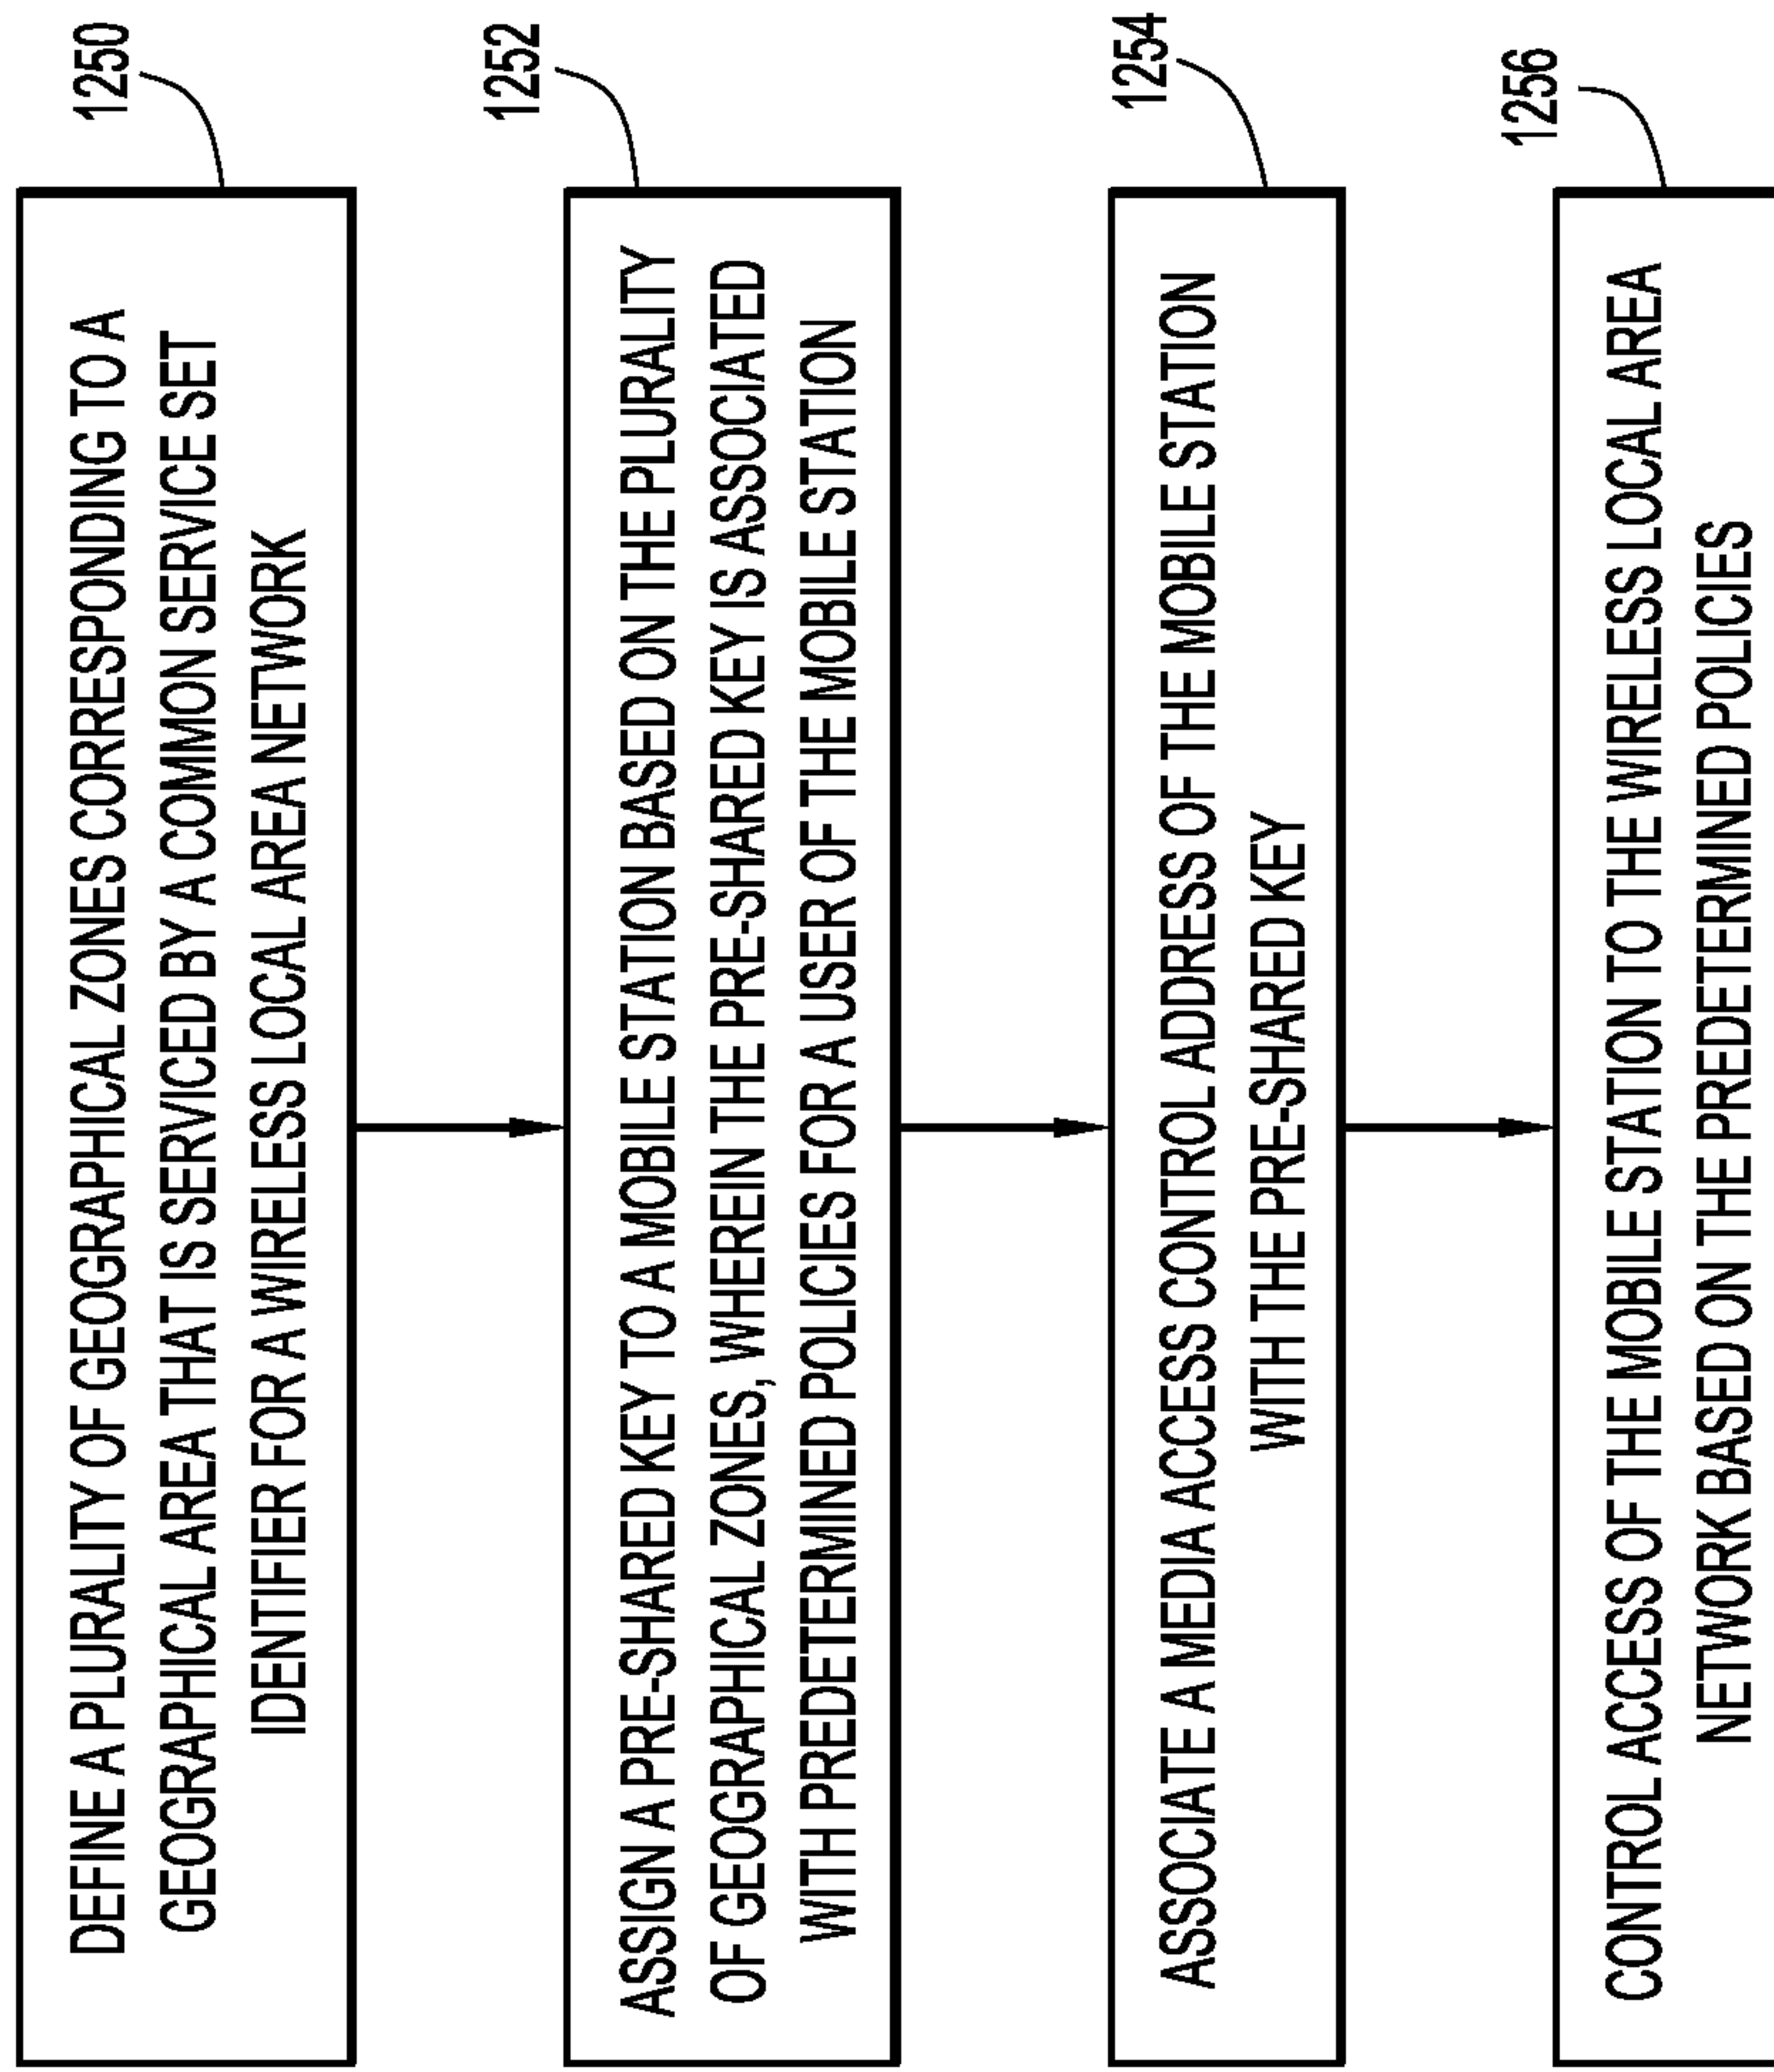 1250
DEFINE A PLURALITY OF GEOGRAPHICAL ZONES CORRESPONDING TO A
GEOGRAPHICAL AREA THAT IS SERVICED BY A COMMON SERVICE SET
IDENTIFIER FOR A WIRELESS LOCAL AREA NETWORK
1252
ASSIGN A PRE-SHARED KEY TO A MOBILE STATION BASED ON THE PLURALITY
OF GEOGRAPHICAL ZONES, WHEREIN THE PRE-SHARED KEY IS ASSOCIATED
WITH PREDETERMINED POLICIES FOR A USER OF THE MOBILE STATION
1254
ASSOCIATE A MEDIA ACCESS CONTROL ADDRESS OF THE MOBILE STATION
WITH THE PRE-SHARED KEY
1256
CONTROL ACCESS OF THE MOBILE STATION TO THE WIRELESS LOCAL AREA
NETWORK BASED ON THE PREDETERMINED POLICIES